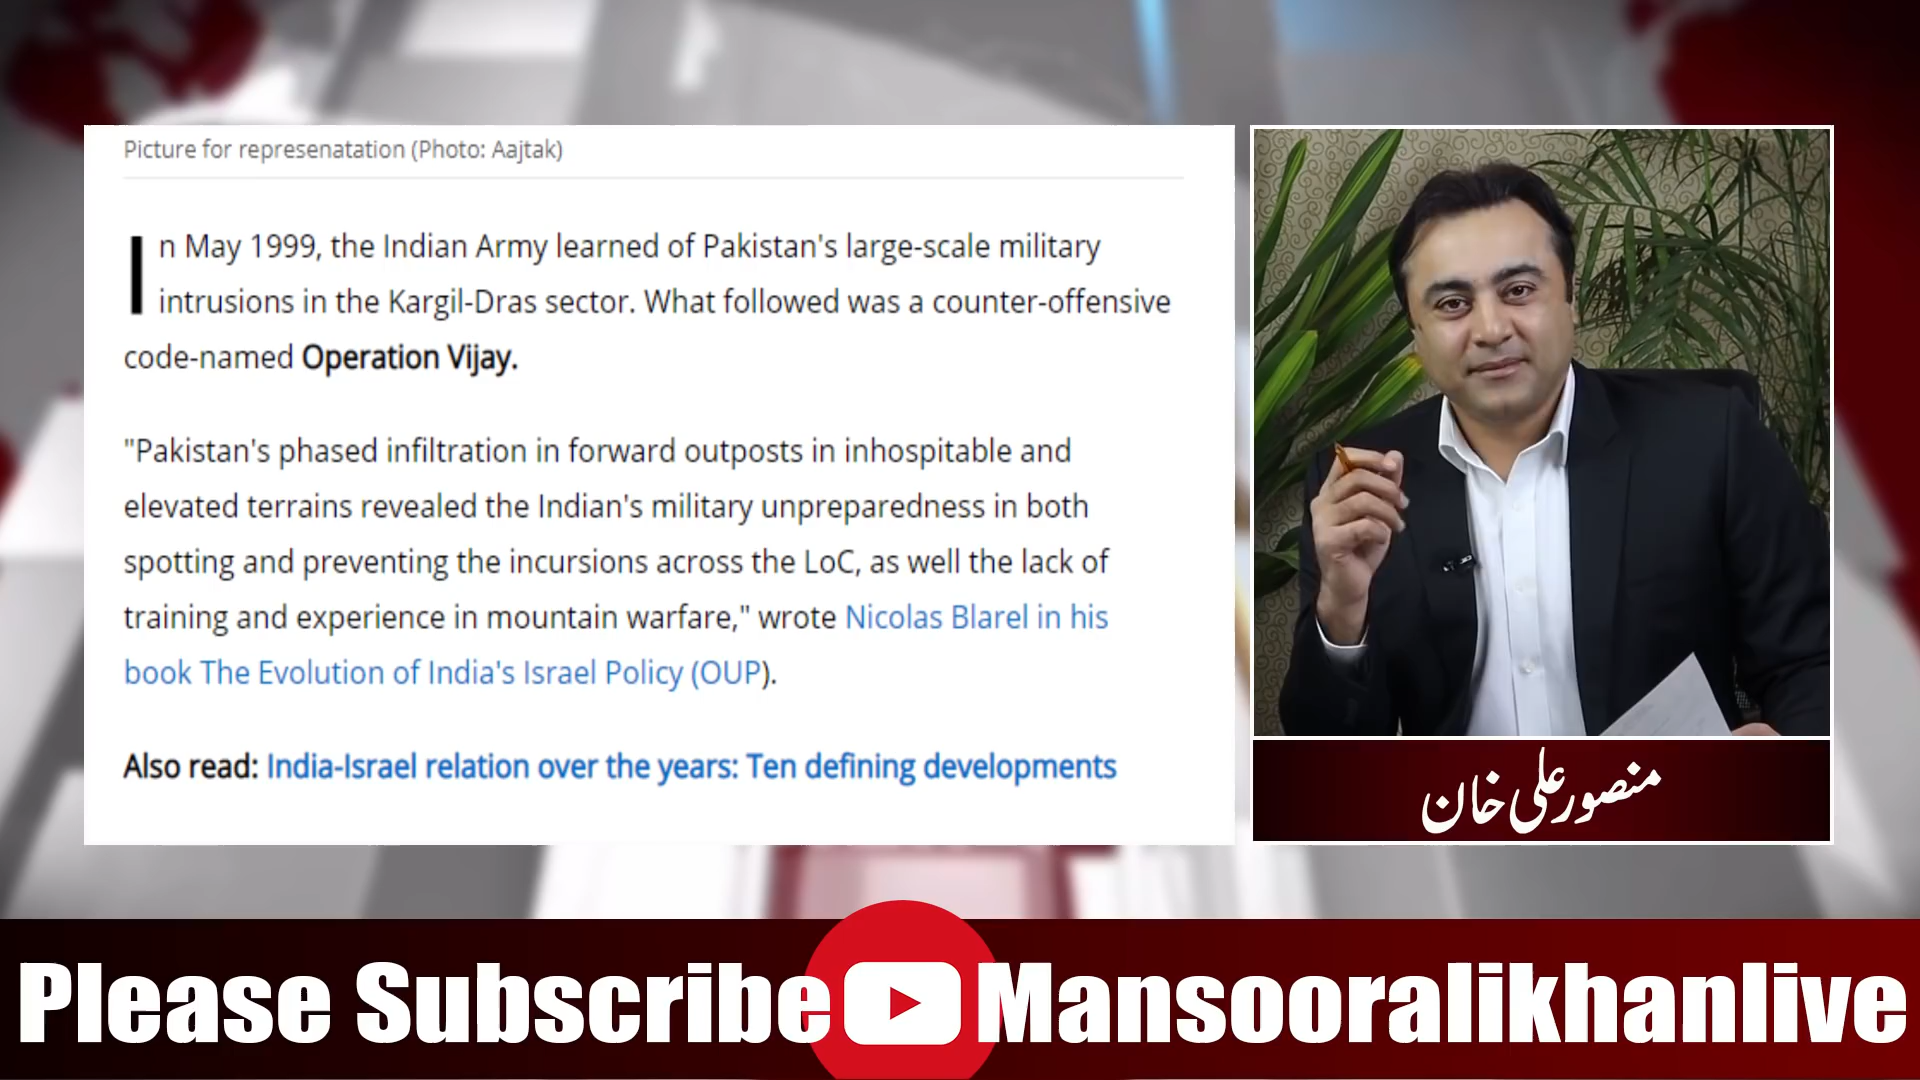 Picture for represenatation (Photo: Aajtak)
In May 1999, the Indian Army learned of Pakistan's large-scale military
intrusions in the Kargil-Dras sector. What followed was a counter-offensive
code-named Operation Vijay.
"Pakistan's phased infiltration in forward outposts in inhospitable and
elevated terrains revealed the Indian's military unpreparedness in both
spotting and preventing the incursions across the LoC, as well the lack of
training and experience in mountain warfare," wrote Nicolas Blarel in his
book The Evolution of India's Israel Policy (OUP).
Also read: India-Israel relation over the years: Ten defining developments
منصور علی خان
Please Subscribe Mansooralikhanlive